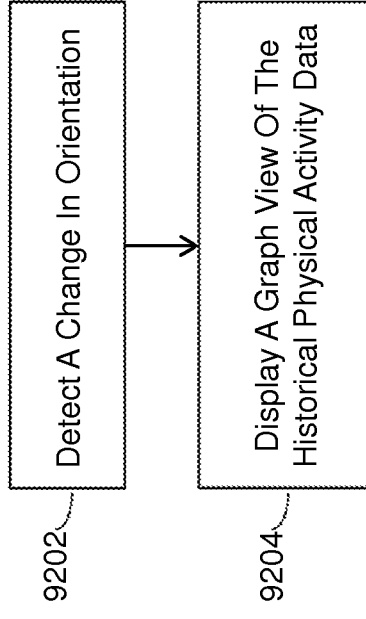 9202
Detect A Change In Orientation
9204
Display A Graph View Of The
Historical Physical Activity Data